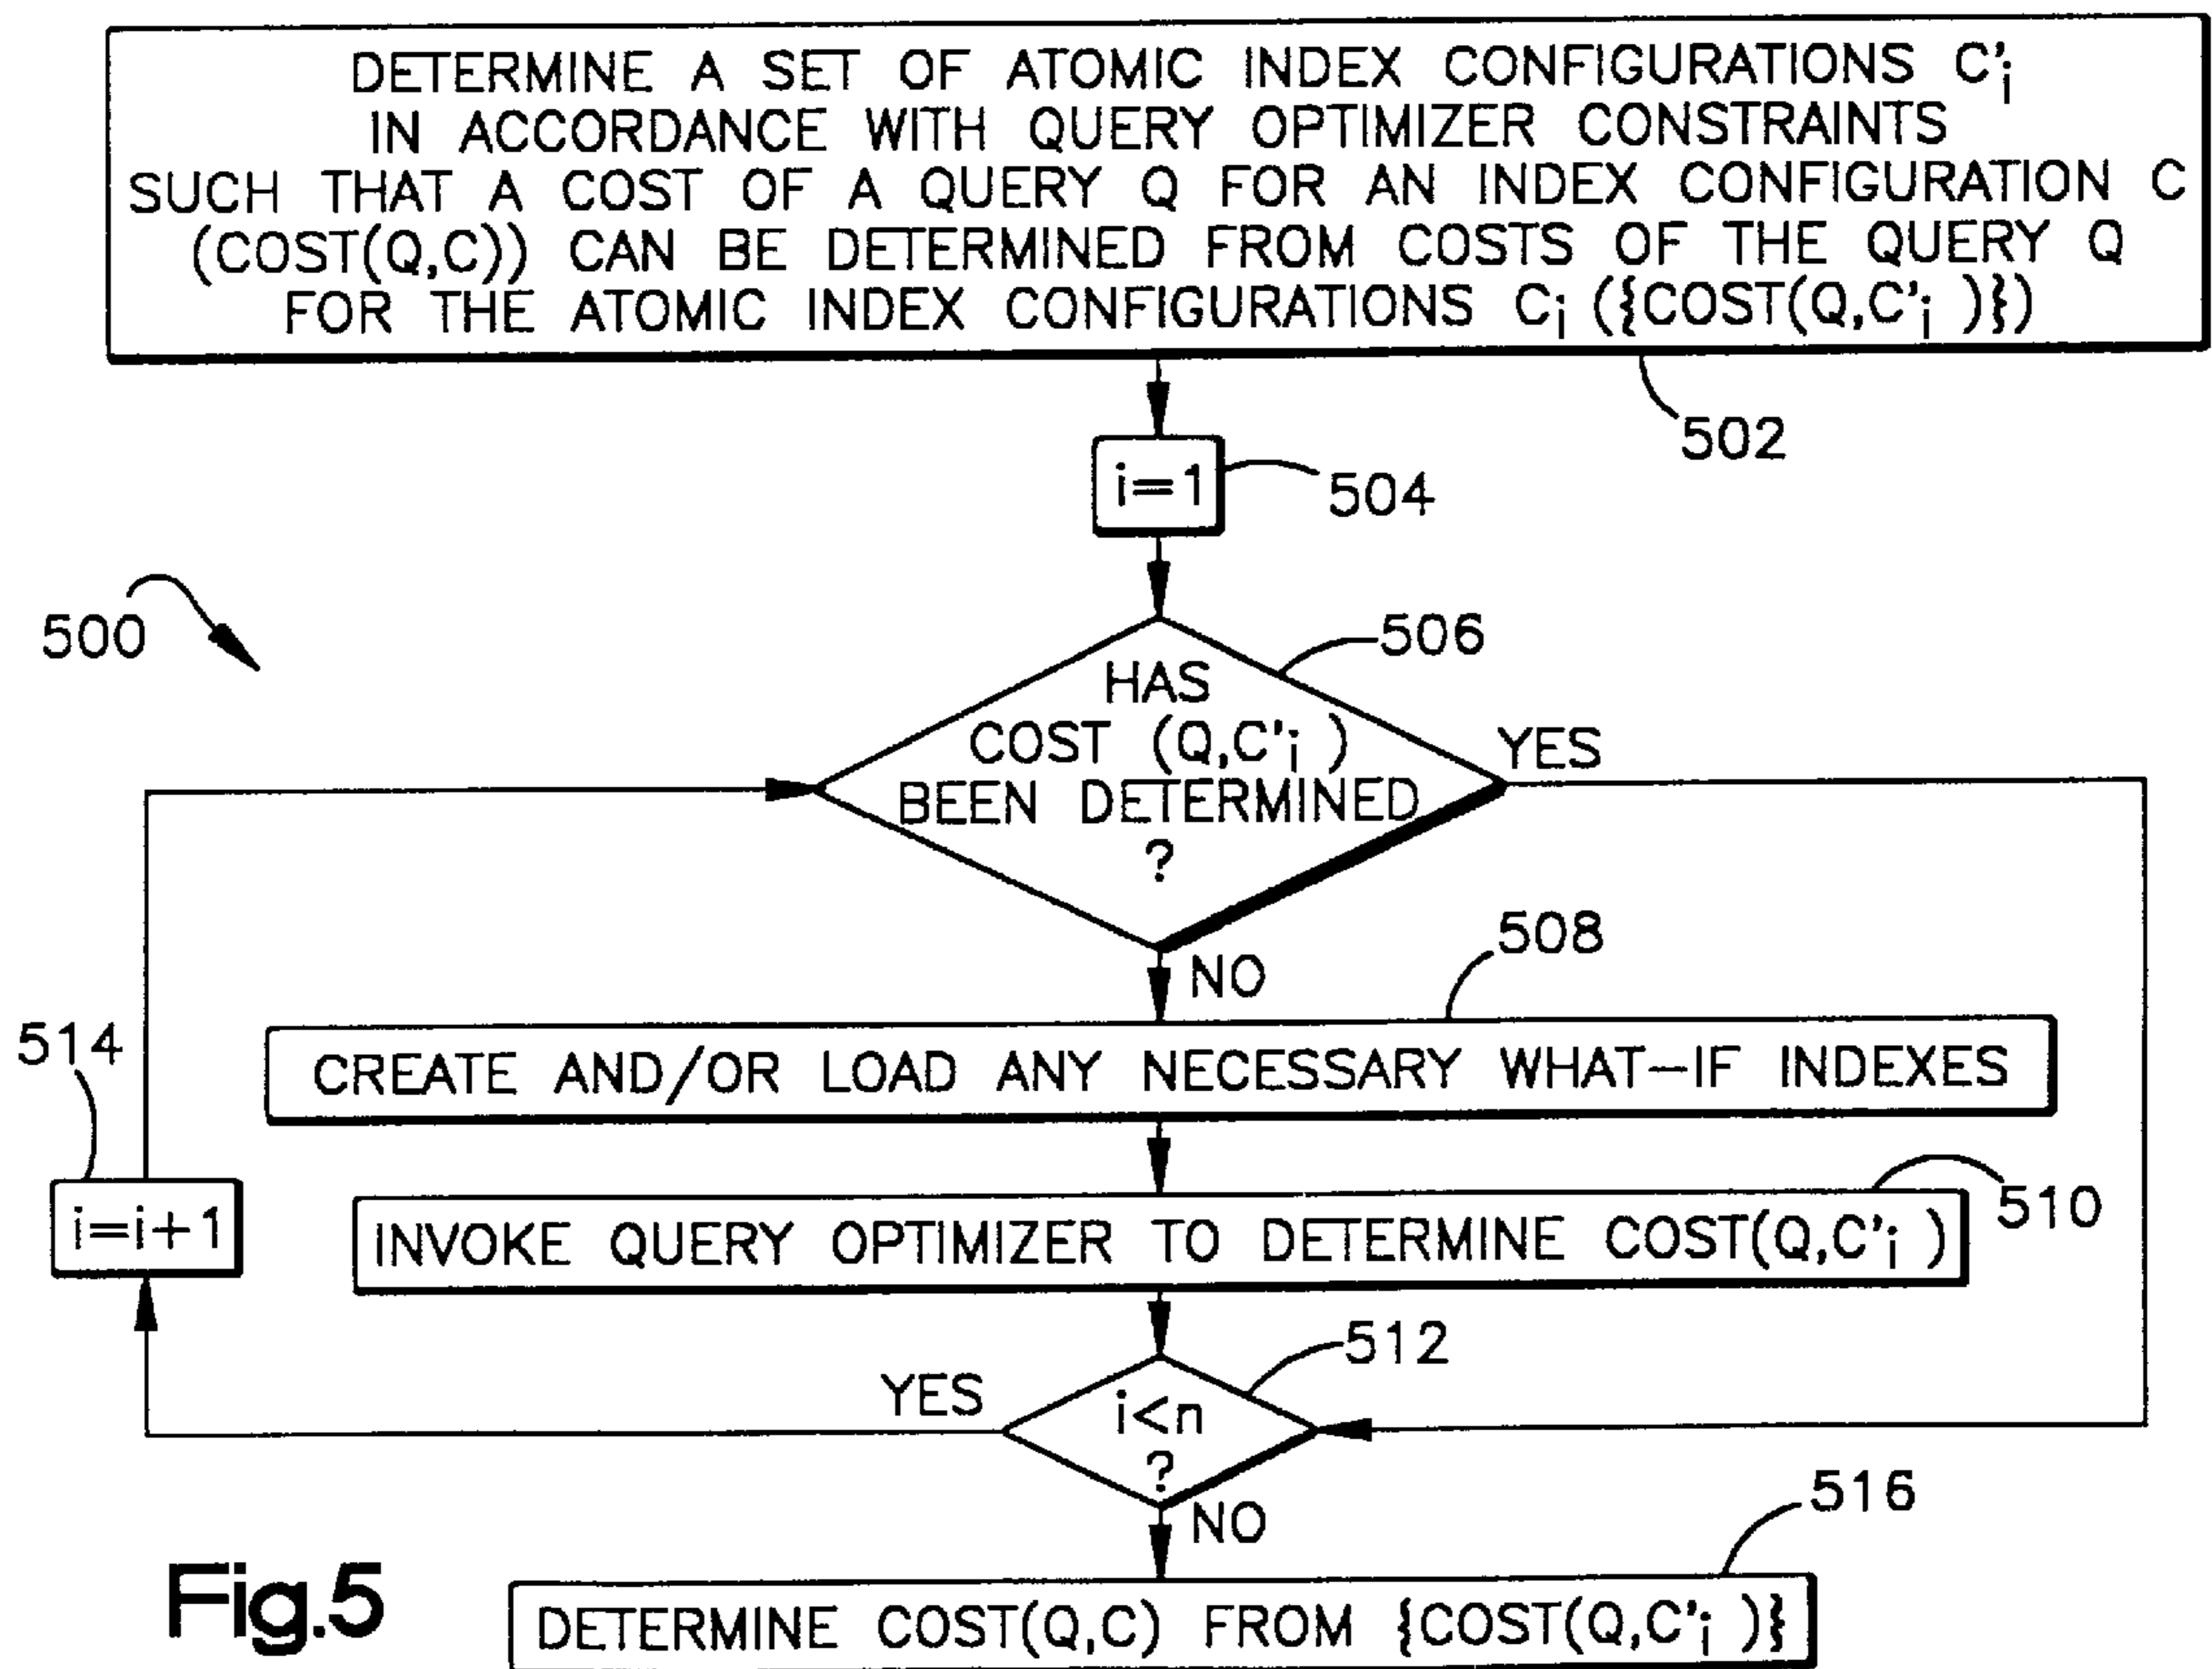 DETERMINE A SET OF ATOMIC INDEX CONFIGURATIONS C'i
IN ACCORDANCE WITH QUERY OPTIMIZER CONSTRAINTS
SUCH THAT A COST OF A QUERY Q FOR AN INDEX CONFIGURATION C
(COST(Q,C)) CAN BE DETERMINED FROM COSTS OF THE QUERY Q
FOR THE ATOMIC INDEX CONFIGURATIONS Ci ({COST(Q,C'i )})
502
i=1
504
500
506
HAS
COST (Q,C'i )
BEEN DETERMINED
?
YES
NO
508
514
CREATE AND/OR LOAD ANY NECESSARY WHAT-IF INDEXES
510
i=i+1
INVOKE QUERY OPTIMIZER TO DETERMINE COST(Q,C'i )
512
YES
i<n
?
NO
516
Fig.5
DETERMINE COST(Q,C) FROM {COST(Q,C'i )}